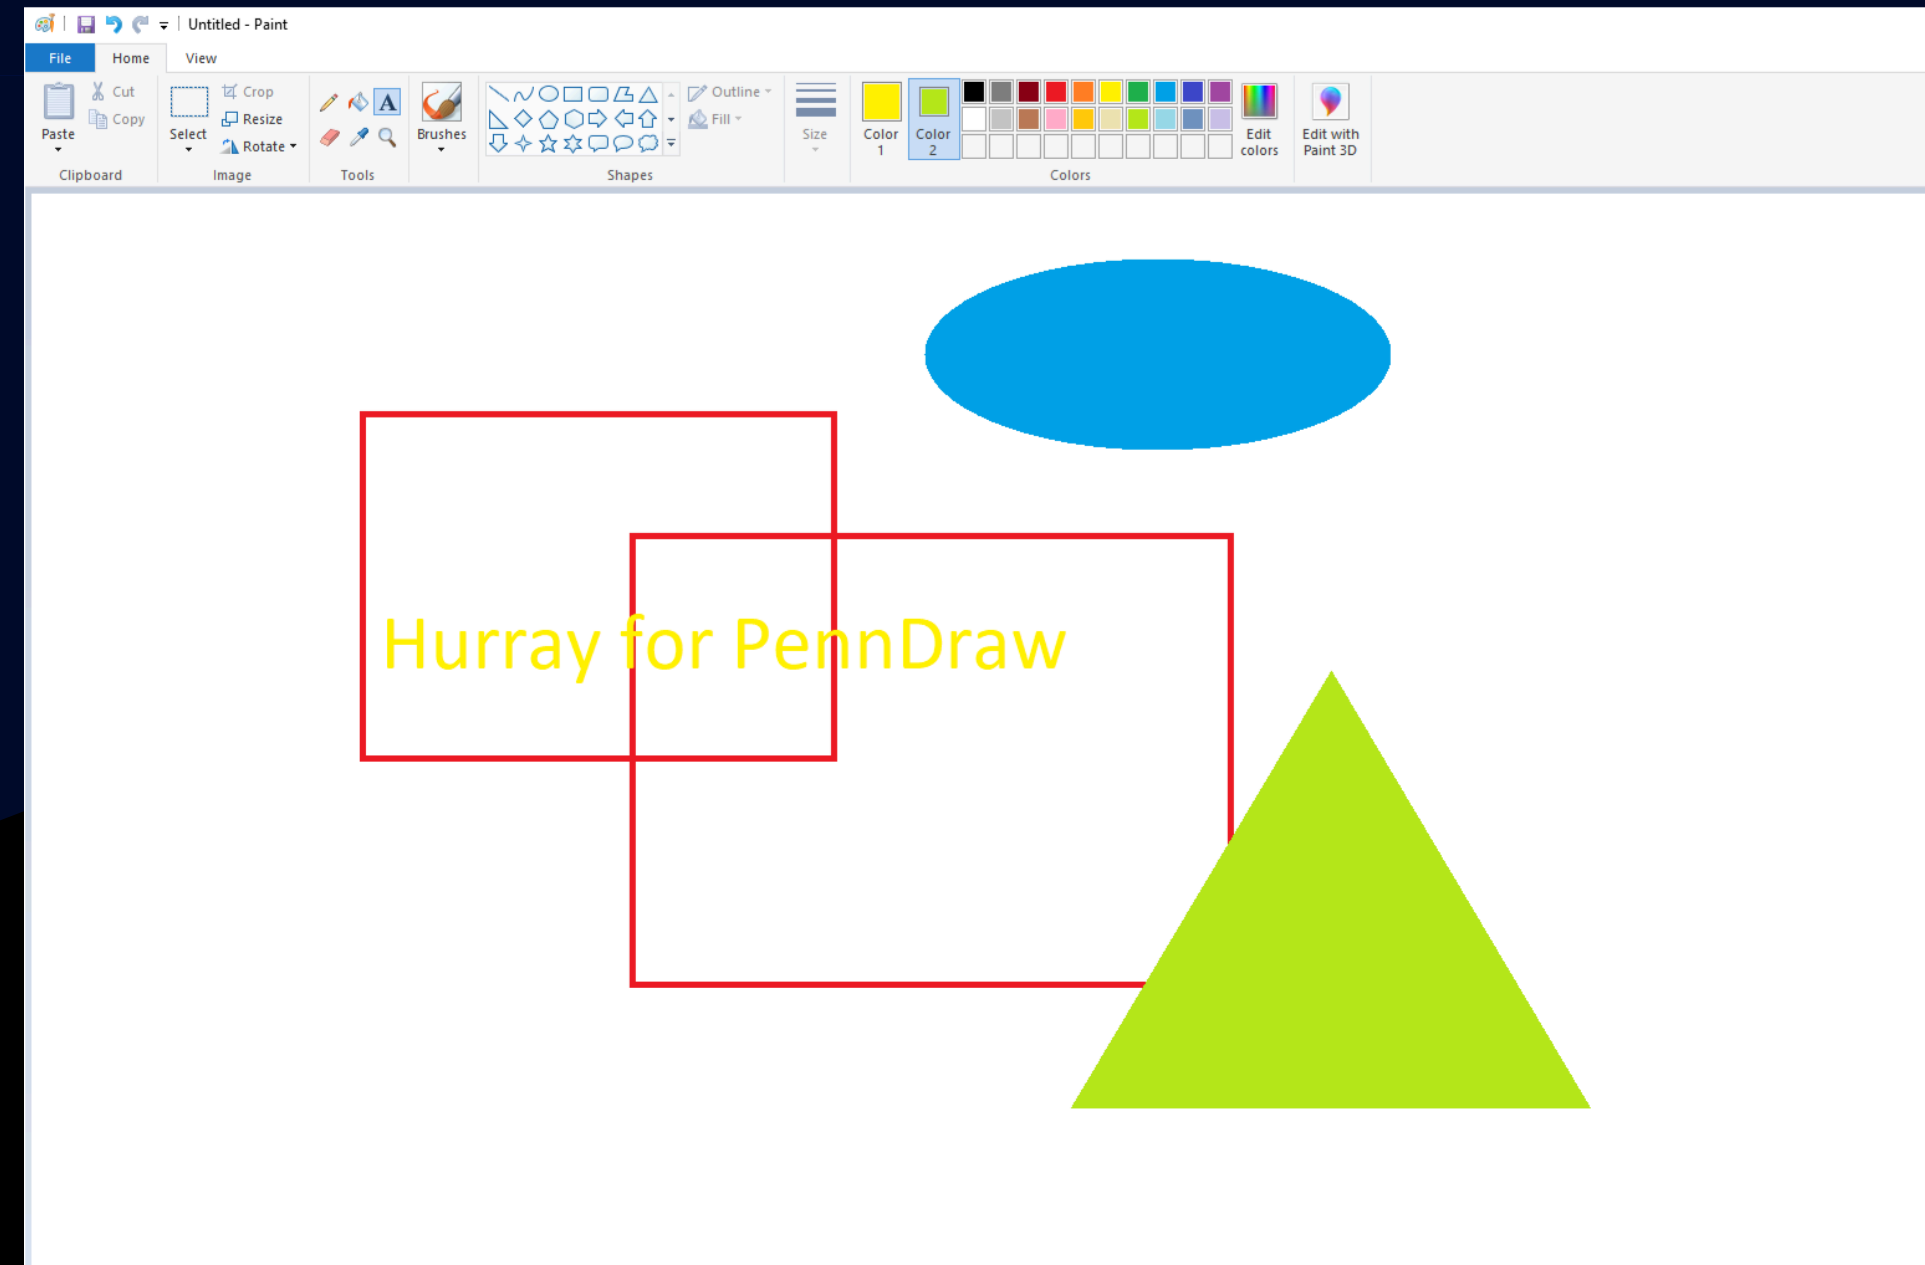 Untitled - Paint
File Home View
Paste
Cut
Copy
Clipboard
Select
Crop
Resize
Rotate
Image
A
Tools
Brushes
Outline
Fill
Shapes
Size
Color 1
Color 2
Edit colors
Colors
Edit with Paint 3D
Hurray for PennDraw